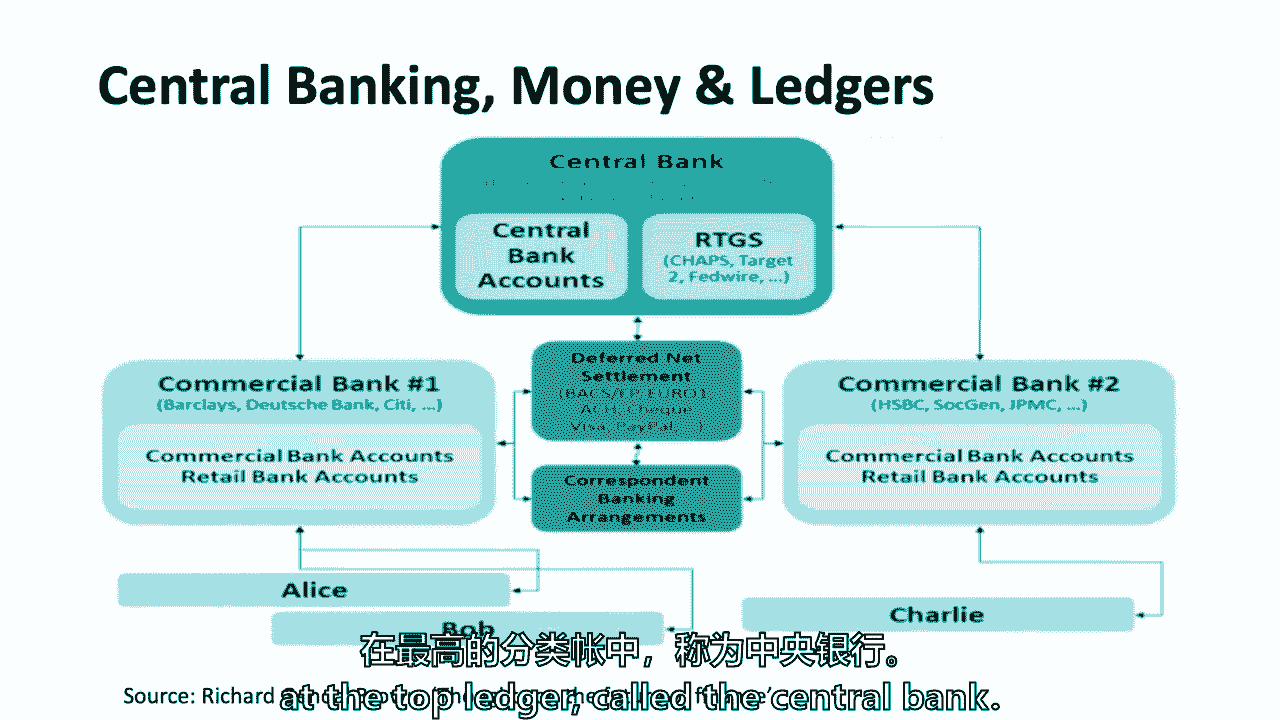 Central Banking, Money & Ledgers
Central Bank
Central
Bank
Accounts
RTGS
(CHAPS, Target
2, Fedwire, ...)
Commercial Bank #1
(Barclays, Deutsche Bank, Citi, ...)
Commercial Bank Accounts
Retail Bank Accounts
Deferred Net
Settlement
ACH, Cheque
Visa, PayPal, ...)
Correspondent
Banking
Arrangements
Commercial Bank #2
(HSBC, SocGen, JPMC, ...)
Commercial Bank Accounts
Retail Bank Accounts
Alice
Bob
Charlie
在最高的分类帐中，称为中央银行。
Source: Richard
at the top ledger, called the central bank.